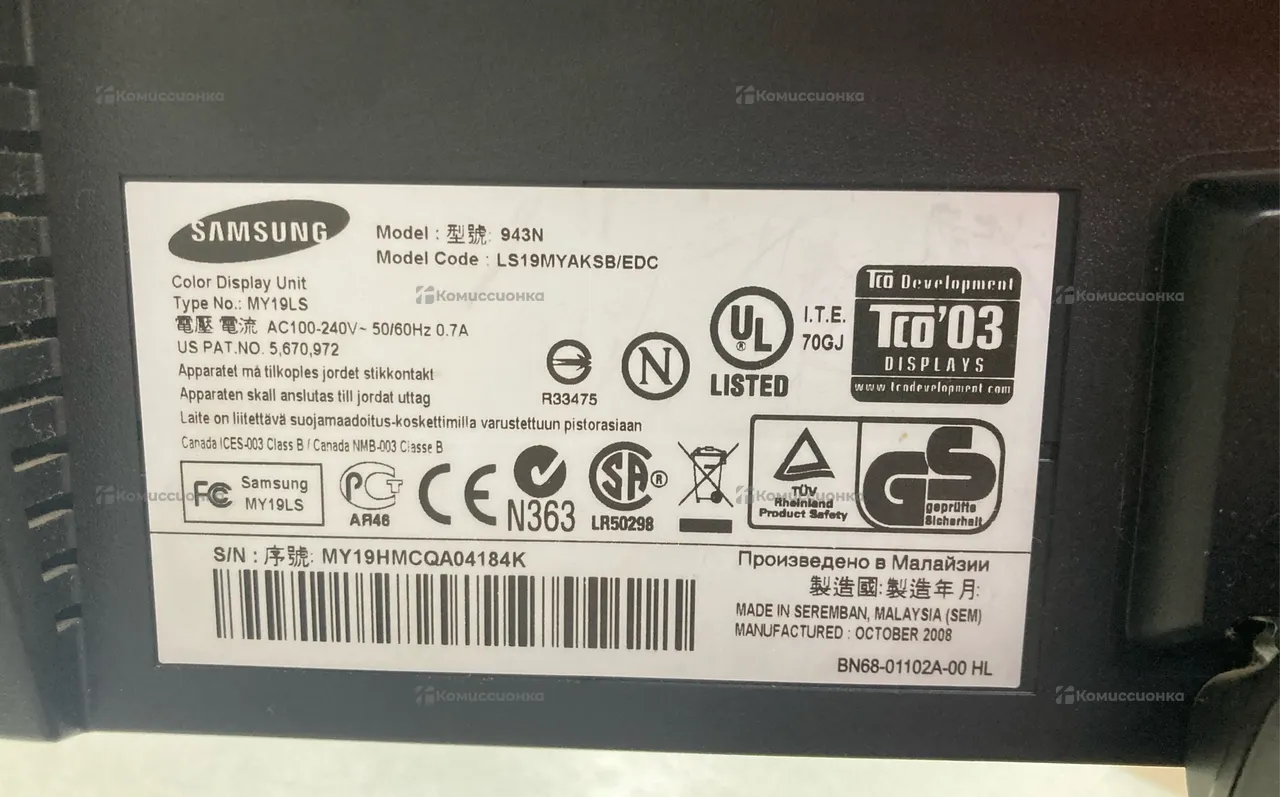 Комиссионка
Комиссионка
SAMSUNG
Model : 型號: 943N
Model Code : LS19MYAKSB/EDC
Color Display Unit
Type No.: MY19LS
電壓 電流 AC100-240V~ 50/60Hz 0.7A
US PAT.NO. 5,670,972
Apparatet må tilkoples jordet stikkontakt
Apparaten skall anslutas till jordat uttag
Laite on liitettävä suojamaadoitus-koskettimilla varustettuun pistorasiaan
Canada ICES-003 Class B / Canada NMB-003 Classe B
Комиссионка
Комиссионка
R33475
N
UL
®
LISTED
I.T.E.
70GJ
TCO Development
TCO'03
DISPLAYS
www.tcodevelopment.com
FC
Samsung
MY19LS
РСТ
АЯ46
CE
N363
SA®
LR50298
TÜV
Rheinland
Product Safety
GS
geprüfte
Sicherheit
Комиссионка
Комиссионка
S/N : 序號: MY19HMCQA04184K
Произведено в Малайзии
製造國: 製造年月:
MADE IN SEREMBAN, MALAYSIA (SEM)
MANUFACTURED : OCTOBER 2008
BN68-01102A-00 HL
Комиссионка
Комиссионка